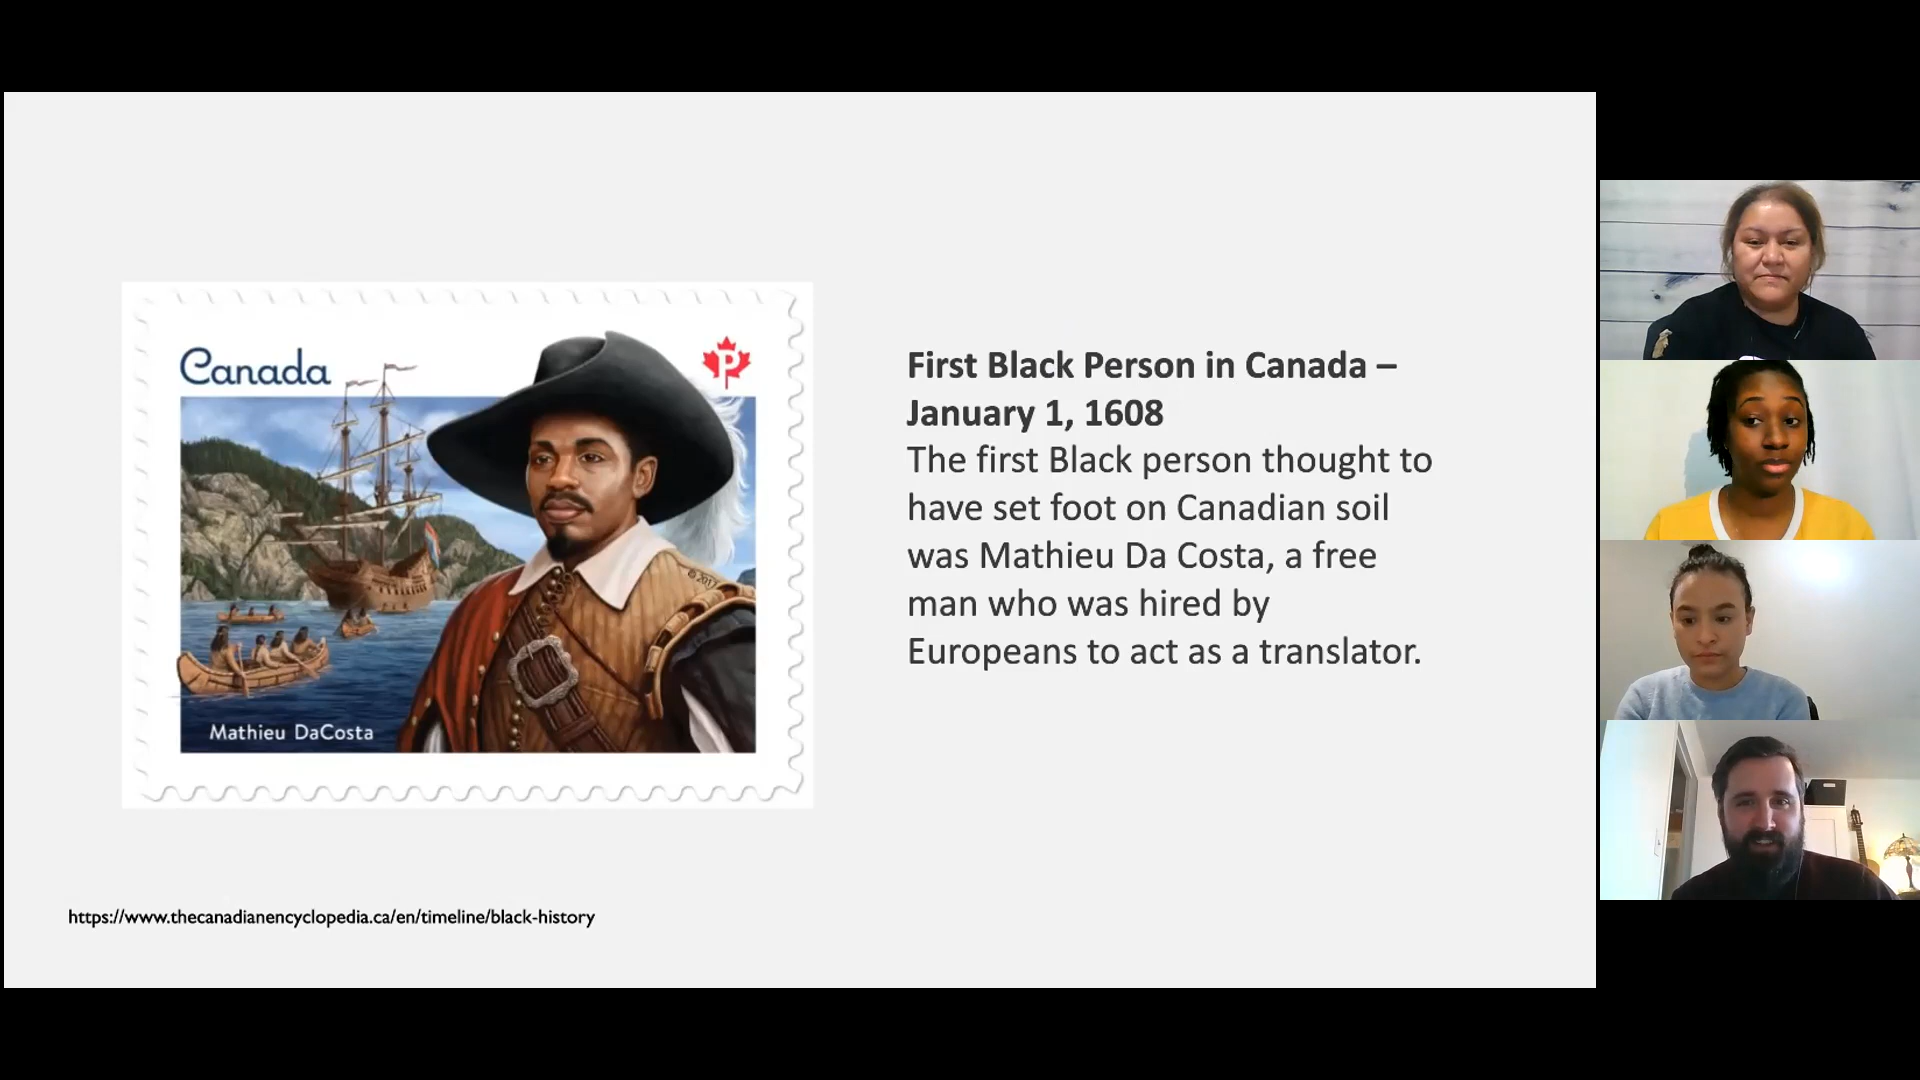 Canada
P
© 2017
Mathieu DaCosta
First Black Person in Canada –
January 1, 1608
The first Black person thought to
have set foot on Canadian soil
was Mathieu Da Costa, a free
man who was hired by
Europeans to act as a translator.
https://www.thecanadianencyclopedia.ca/en/timeline/black-history